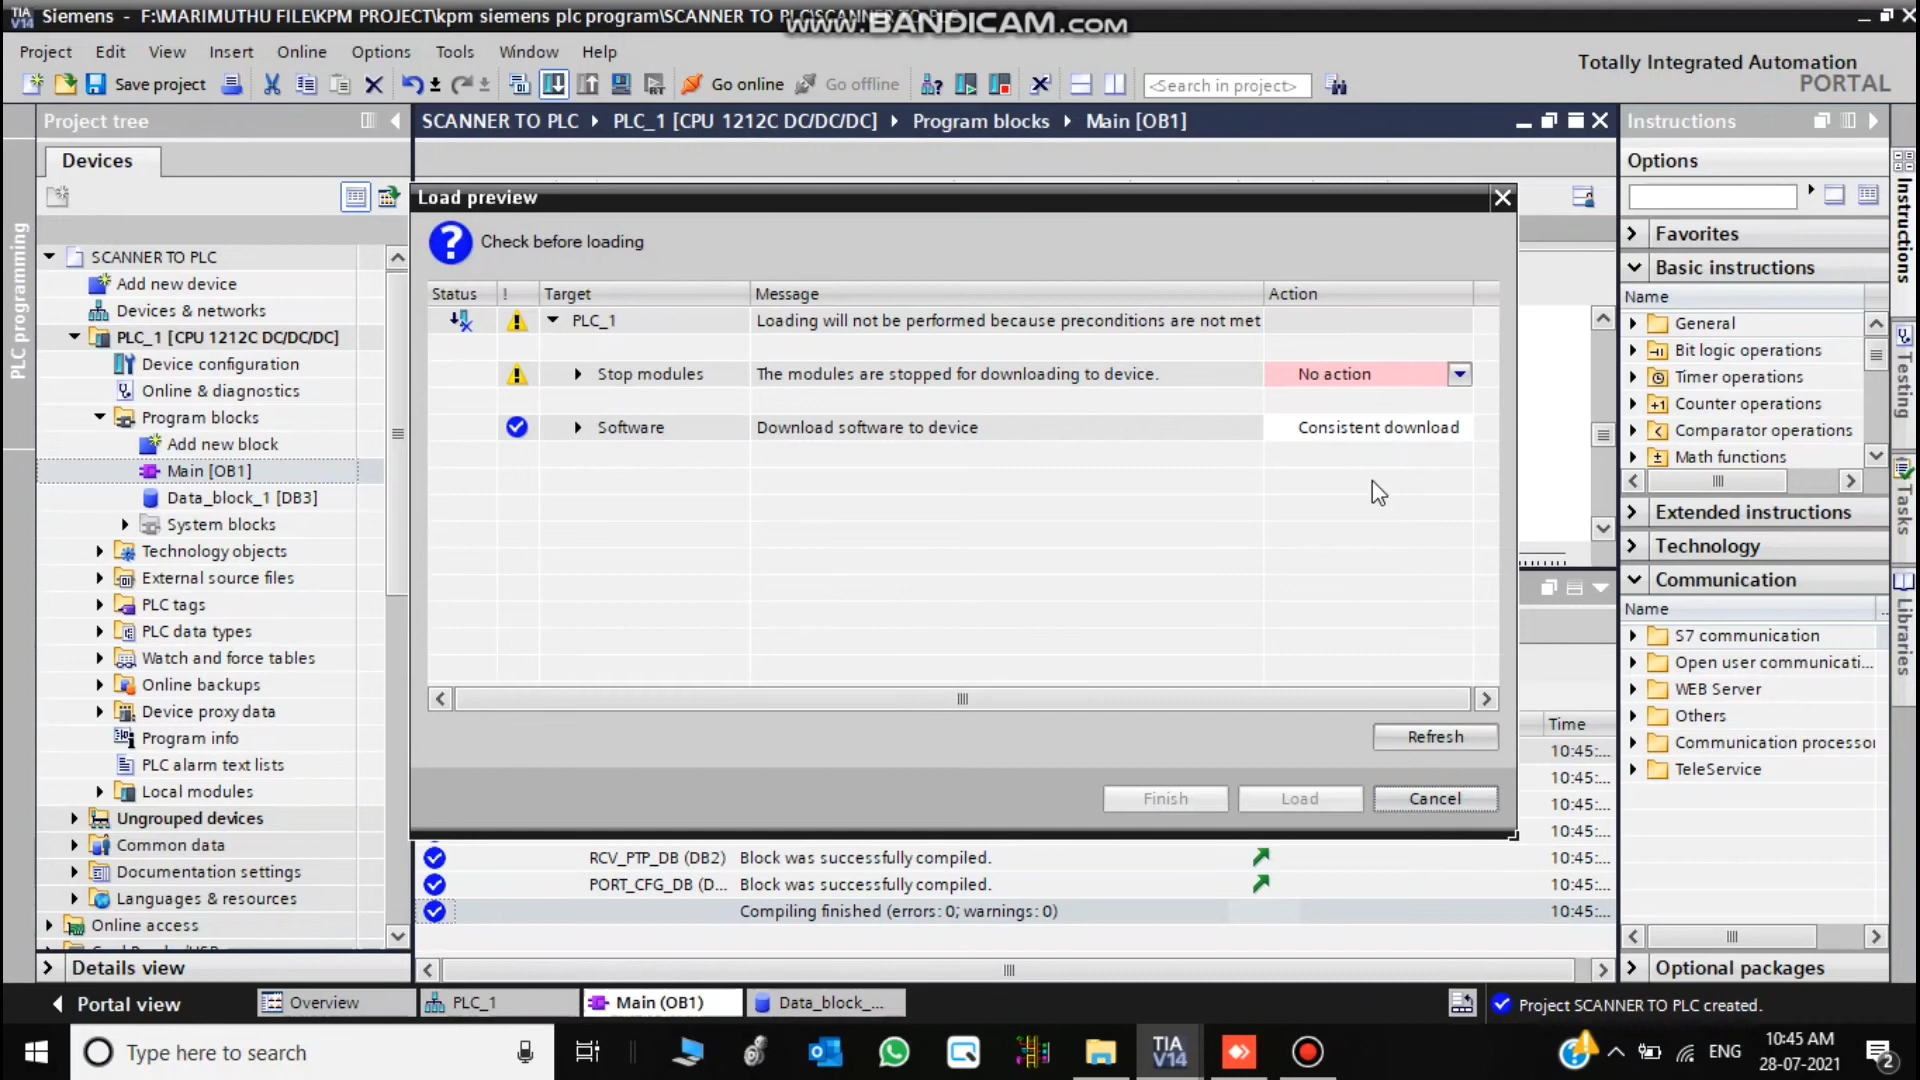 Siemens - F:\MARIMUTHU FILE\KPM PROJECT\kpm siemens plc program\SCANNER TO PLC\SCANNER TO PLC
www.BANDICAM.com
TIA V14
Project Edit View Insert Online Options Tools Window Help
Totally Integrated Automation
PORTAL
Save project
Go online
Go offline
<Search in project>
Project tree
SCANNER TO PLC PLC_1 [CPU 1212C DC/DC/DC] Program blocks Main [OB1]
Instructions
Devices
Options
PLC programming
Instructions
Testing
Tasks
Libraries
SCANNER TO PLC
Add new device
Devices & networks
PLC_1 [CPU 1212C DC/DC/DC]
Device configuration
Online & diagnostics
Program blocks
Add new block
Main [OB1]
Data_block_1 [DB3]
System blocks
Technology objects
External source files
PLC tags
PLC data types
Watch and force tables
Online backups
Device proxy data
Program info
PLC alarm text lists
Local modules
Ungrouped devices
Common data
Documentation settings
Languages & resources
Online access
Details view
Load preview
Check before loading
Status ! Target Message Action
PLC_1 Loading will not be performed because preconditions are not met
Stop modules The modules are stopped for downloading to device. No action
Software Download software to device Consistent download
Refresh
Finish Load Cancel
Time
10:45:...
10:45:...
10:45:...
10:45:...
RCV_PTP_DB (DB2) Block was successfully compiled. 10:45:...
PORT_CFG_DB (D... Block was successfully compiled. 10:45:...
Compiling finished (errors: 0; warnings: 0) 10:45:...
Favorites
Basic instructions
Name
General
Bit logic operations
Timer operations
Counter operations
Comparator operations
Math functions
Extended instructions
Technology
Communication
Name
S7 communication
Open user communicati...
WEB Server
Others
Communication processor
TeleService
Optional packages
Portal view
Overview
PLC_1
Main (OB1)
Data_block_...
Project SCANNER TO PLC created.
Type here to search
TIA V14
ENG
10:45 AM
28-07-2021
2